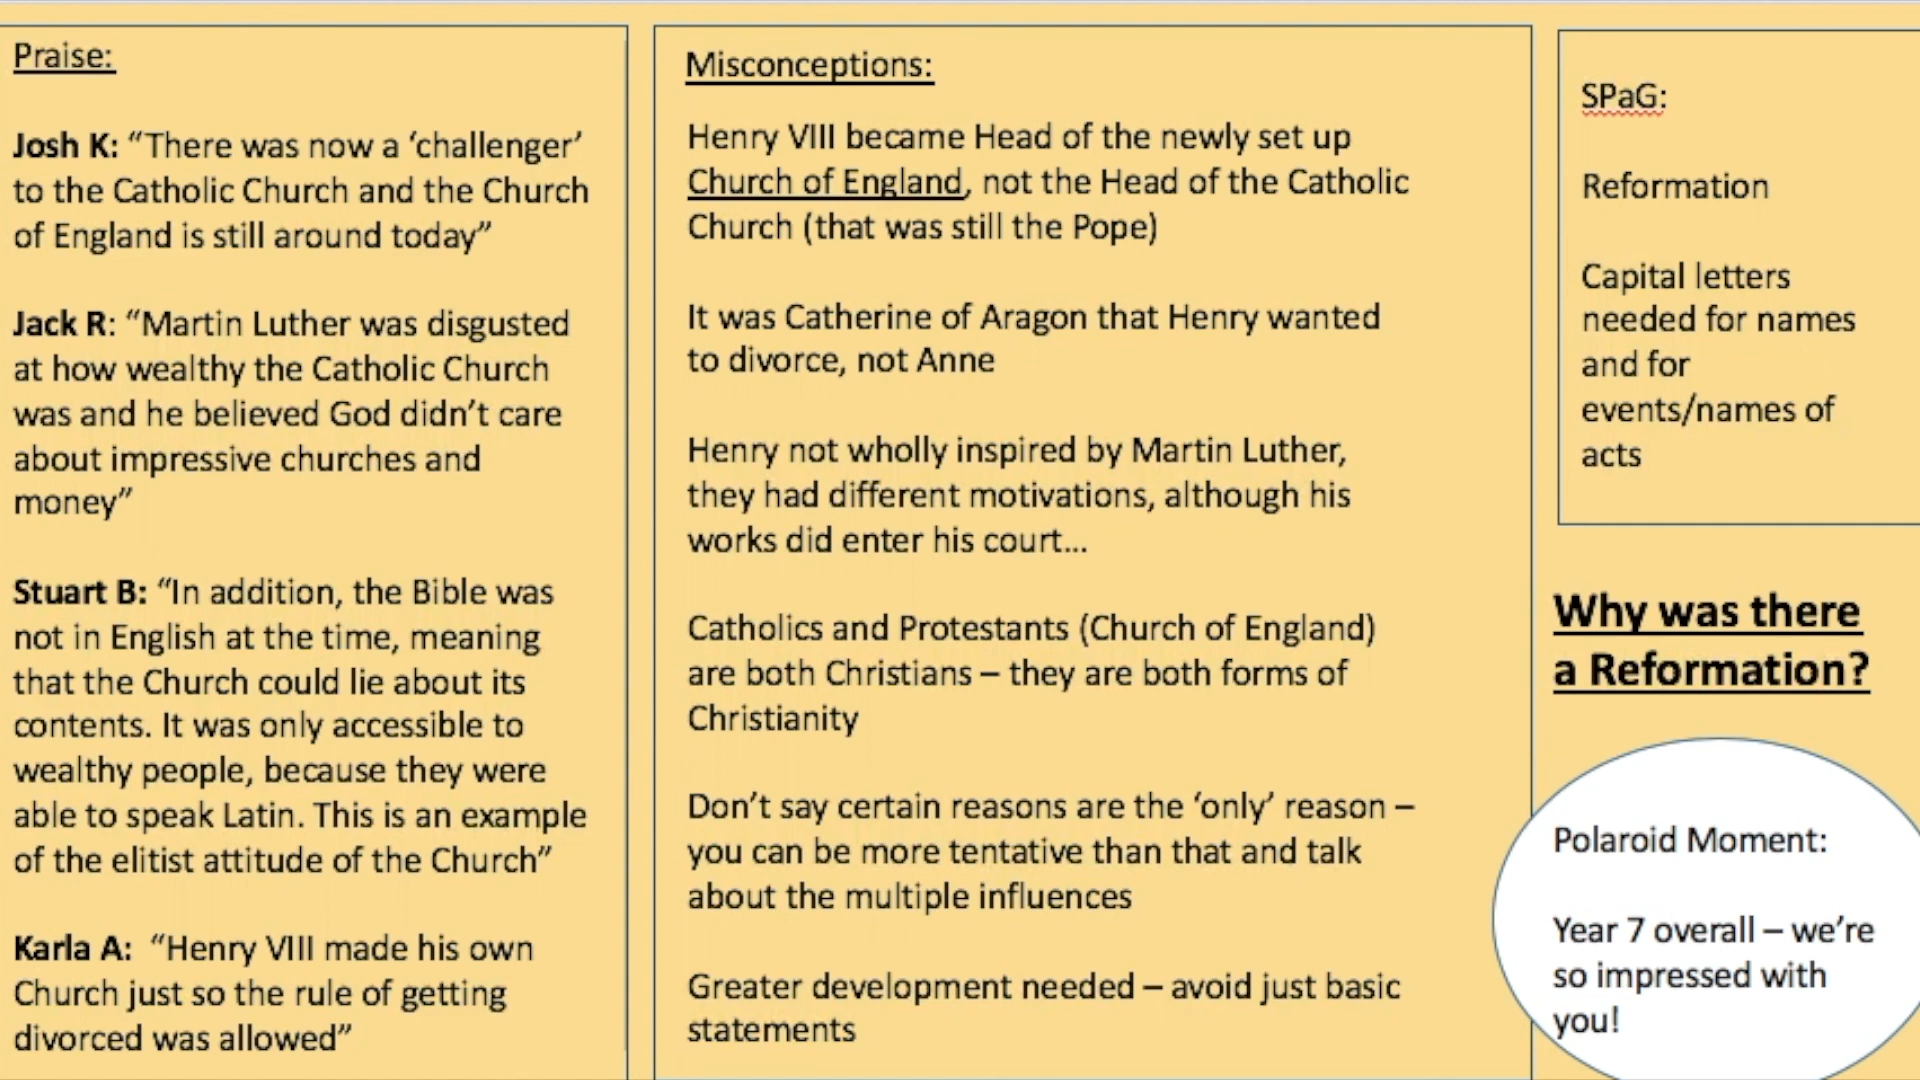 Praise:
Josh K: “There was now a ‘challenger’
to the Catholic Church and the Church
of England is still around today”
Jack R: “Martin Luther was disgusted
at how wealthy the Catholic Church
was and he believed God didn’t care
about impressive churches and
money”
Stuart B: “In addition, the Bible was
not in English at the time, meaning
that the Church could lie about its
contents. It was only accessible to
wealthy people, because they were
able to speak Latin. This is an example
of the elitist attitude of the Church”
Karla A:  “Henry VIII made his own
Church just so the rule of getting
divorced was allowed”
Misconceptions:
Henry VIII became Head of the newly set up
Church of England, not the Head of the Catholic
Church (that was still the Pope)
It was Catherine of Aragon that Henry wanted
to divorce, not Anne
Henry not wholly inspired by Martin Luther,
they had different motivations, although his
works did enter his court…
Catholics and Protestants (Church of England)
are both Christians – they are both forms of
Christianity
Don’t say certain reasons are the ‘only’ reason –
you can be more tentative than that and talk
about the multiple influences
Greater development needed – avoid just basic
statements
SPaG:
Reformation
Capital letters
needed for names
and for
events/names of
acts
Why was there
a Reformation?
Polaroid Moment:
Year 7 overall – we’re
so impressed with
you!